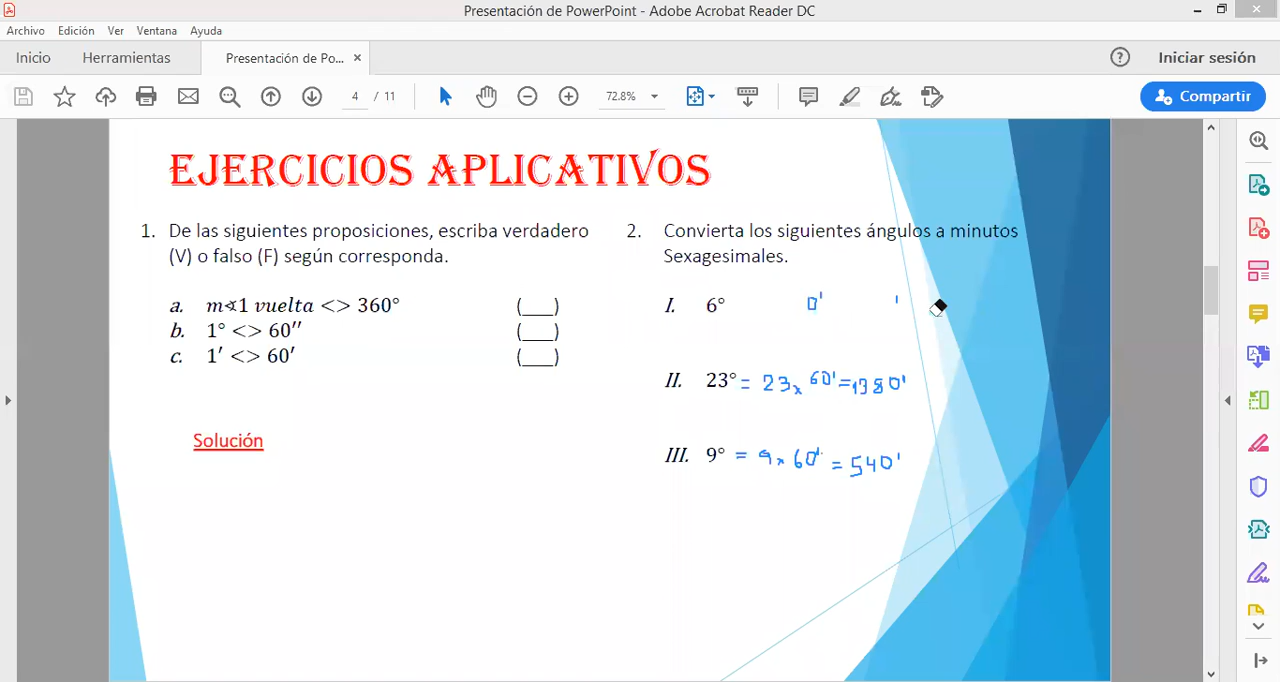 Presentación de PowerPoint - Adobe Acrobat Reader DC
Archivo Edición Ver Ventana Ayuda
Inicio Herramientas Presentación de Po... × Iniciar sesión
4 / 11 72.8% Compartir
EJERCICIOS APLICATIVOS
1. De las siguientes proposiciones, escriba verdadero
(V) o falso (F) según corresponda.
a. m∢1 vuelta <> 360° (___)
b. 1° <> 60′′ (___)
c. 1′ <> 60′ (___)
Solución
2. Convierta los siguientes ángulos a minutos
Sexagesimales.
I. 6° 0' '
II. 23° = 23 x 60' = 1380'
III. 9° = 9 x 60' = 540'